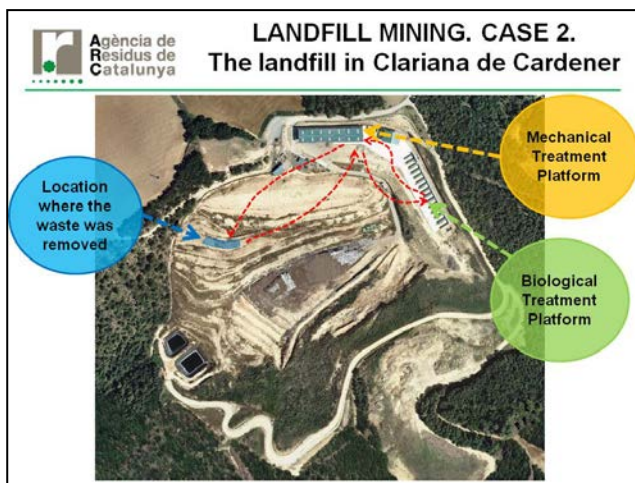 Agència de
Residus de
Catalunya
LANDFILL MINING. CASE 2.
The landfill in Clariana de Cardener
Mechanical
Treatment
Platform
Location
where the
waste was
removed
Biological
Treatment
Platform